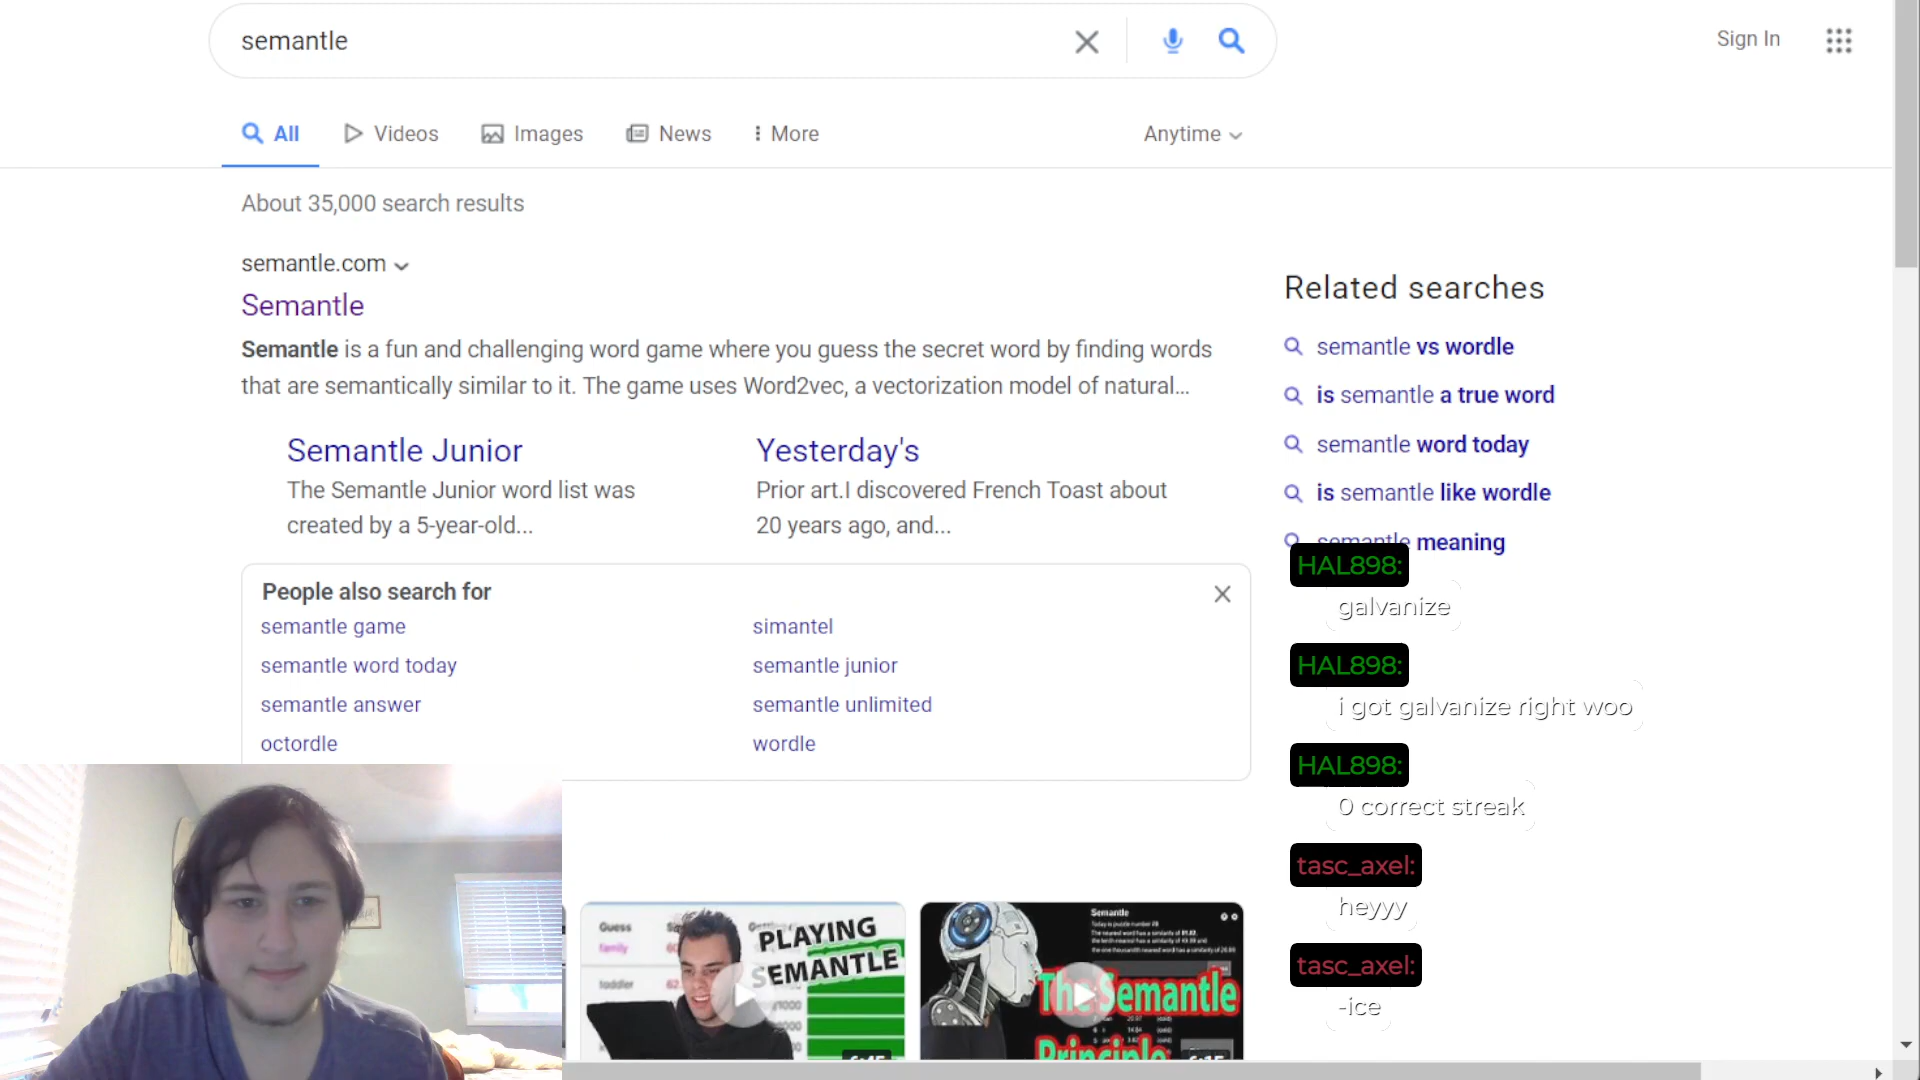 semantle
Sign In
All
Videos
Images
News
More
Anytime
About 35,000 search results
semantle.com
Semantle
Semantle is a fun and challenging word game where you guess the secret word by finding words
that are semantically similar to it. The game uses Word2vec, a vectorization model of natural...
Semantle Junior
The Semantle Junior word list was
created by a 5-year-old...
Yesterday's
Prior art.I discovered French Toast about
20 years ago, and...
People also search for
semantle game
semantle word today
semantle answer
octordle
simantel
semantle junior
semantle unlimited
wordle
Related searches
semantle vs wordle
is semantle a true word
semantle word today
is semantle like wordle
semantle meaning
HAL898:
galvanize
HAL898:
i got galvanize right woo
HAL898:
0 correct streak
tasc_axel:
heyyy
tasc_axel:
-ice
Guess
family
toddler
PLAYING
SEMANTLE
Semantle
The Semantle
Principle